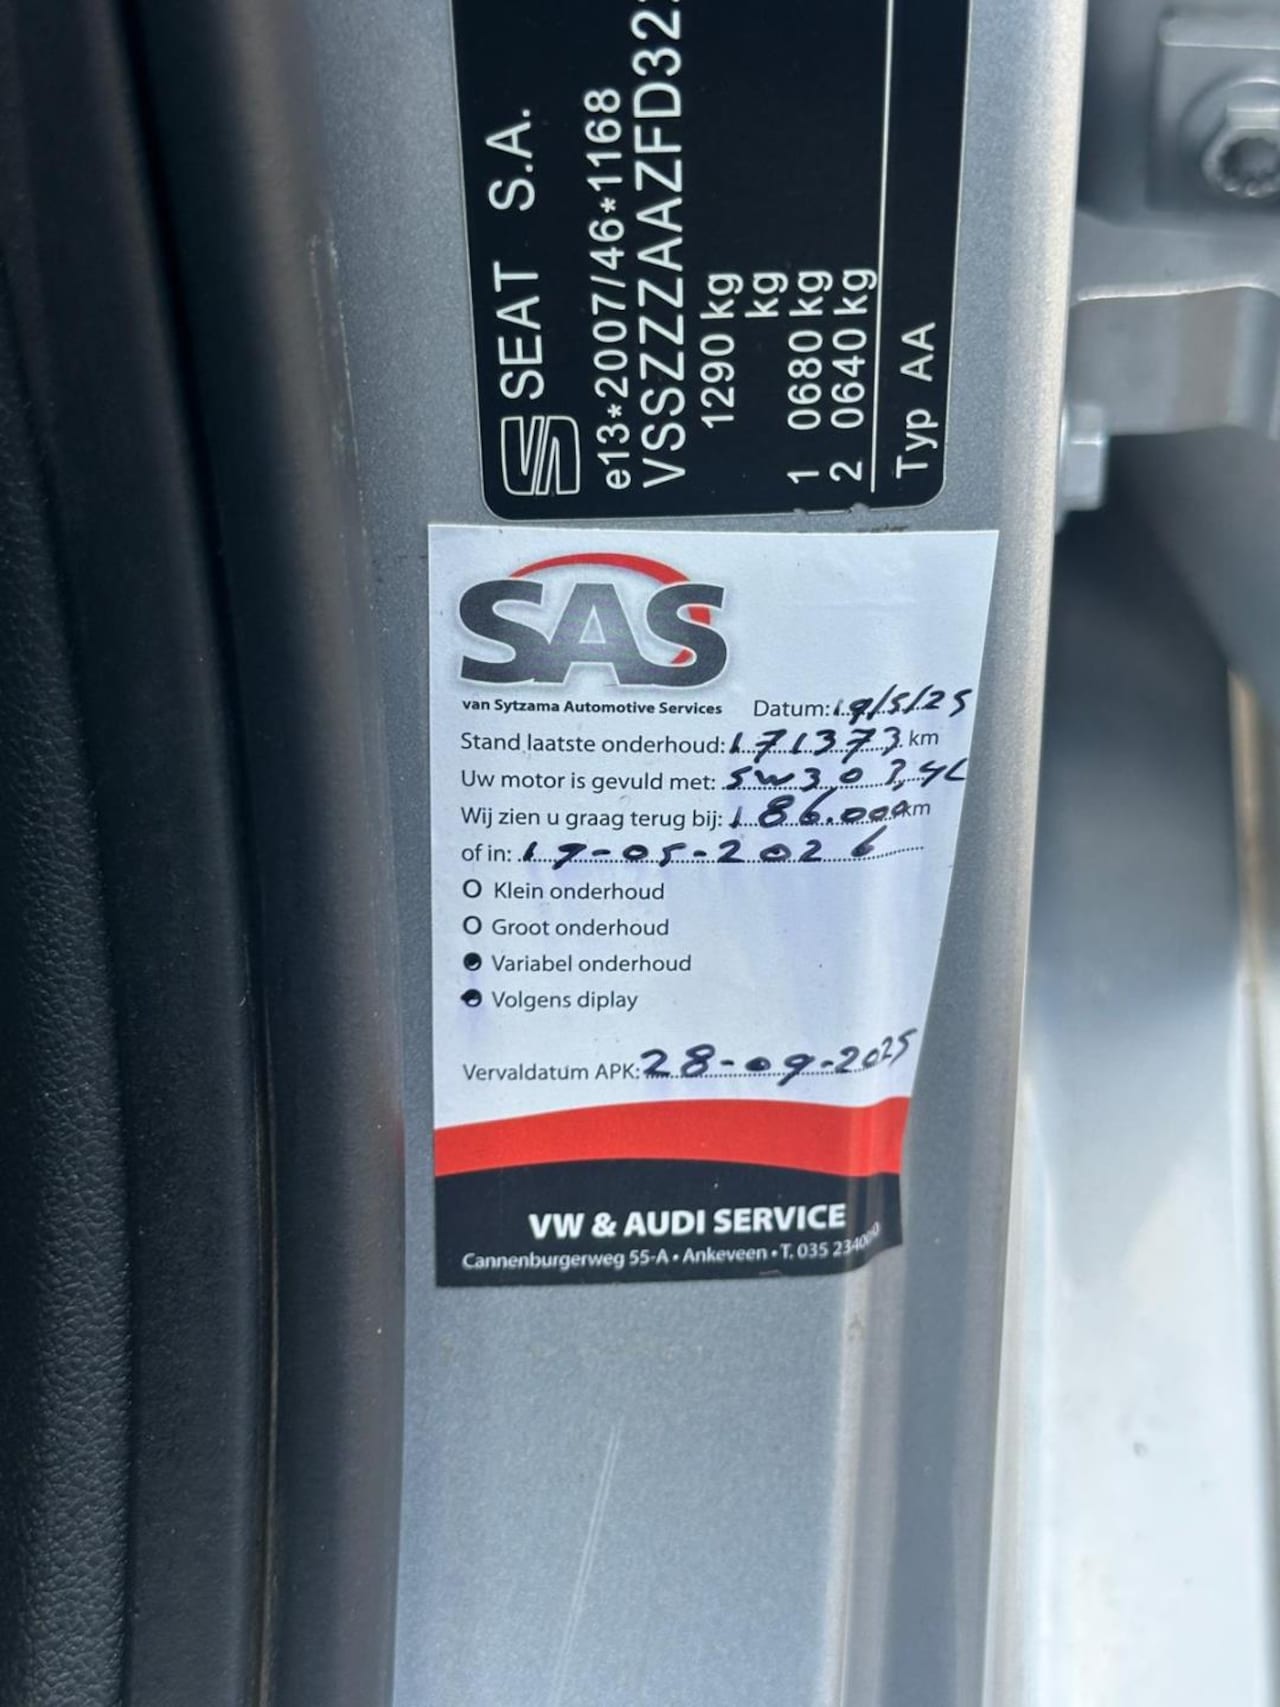 SEAT S.A.
e13*2007/46*1168
VSSZZZAAZFD32
1290 kg
kg
1 0680 kg
2 0640 kg
Typ AA
SAS
van Sytzama Automotive Services
Datum: 19/5/25
Stand laatste onderhoud: 171373 km
Uw motor is gevuld met: 5w30 3,4L
Wij zien u graag terug bij: 186.000 km
of in: 19-05-2026
Klein onderhoud
Groot onderhoud
Variabel onderhoud
Volgens diplay
Vervaldatum APK: 28-09-2025
VW & AUDI SERVICE
Cannenburgerweg 55-A • Ankeveen • T. 035 234